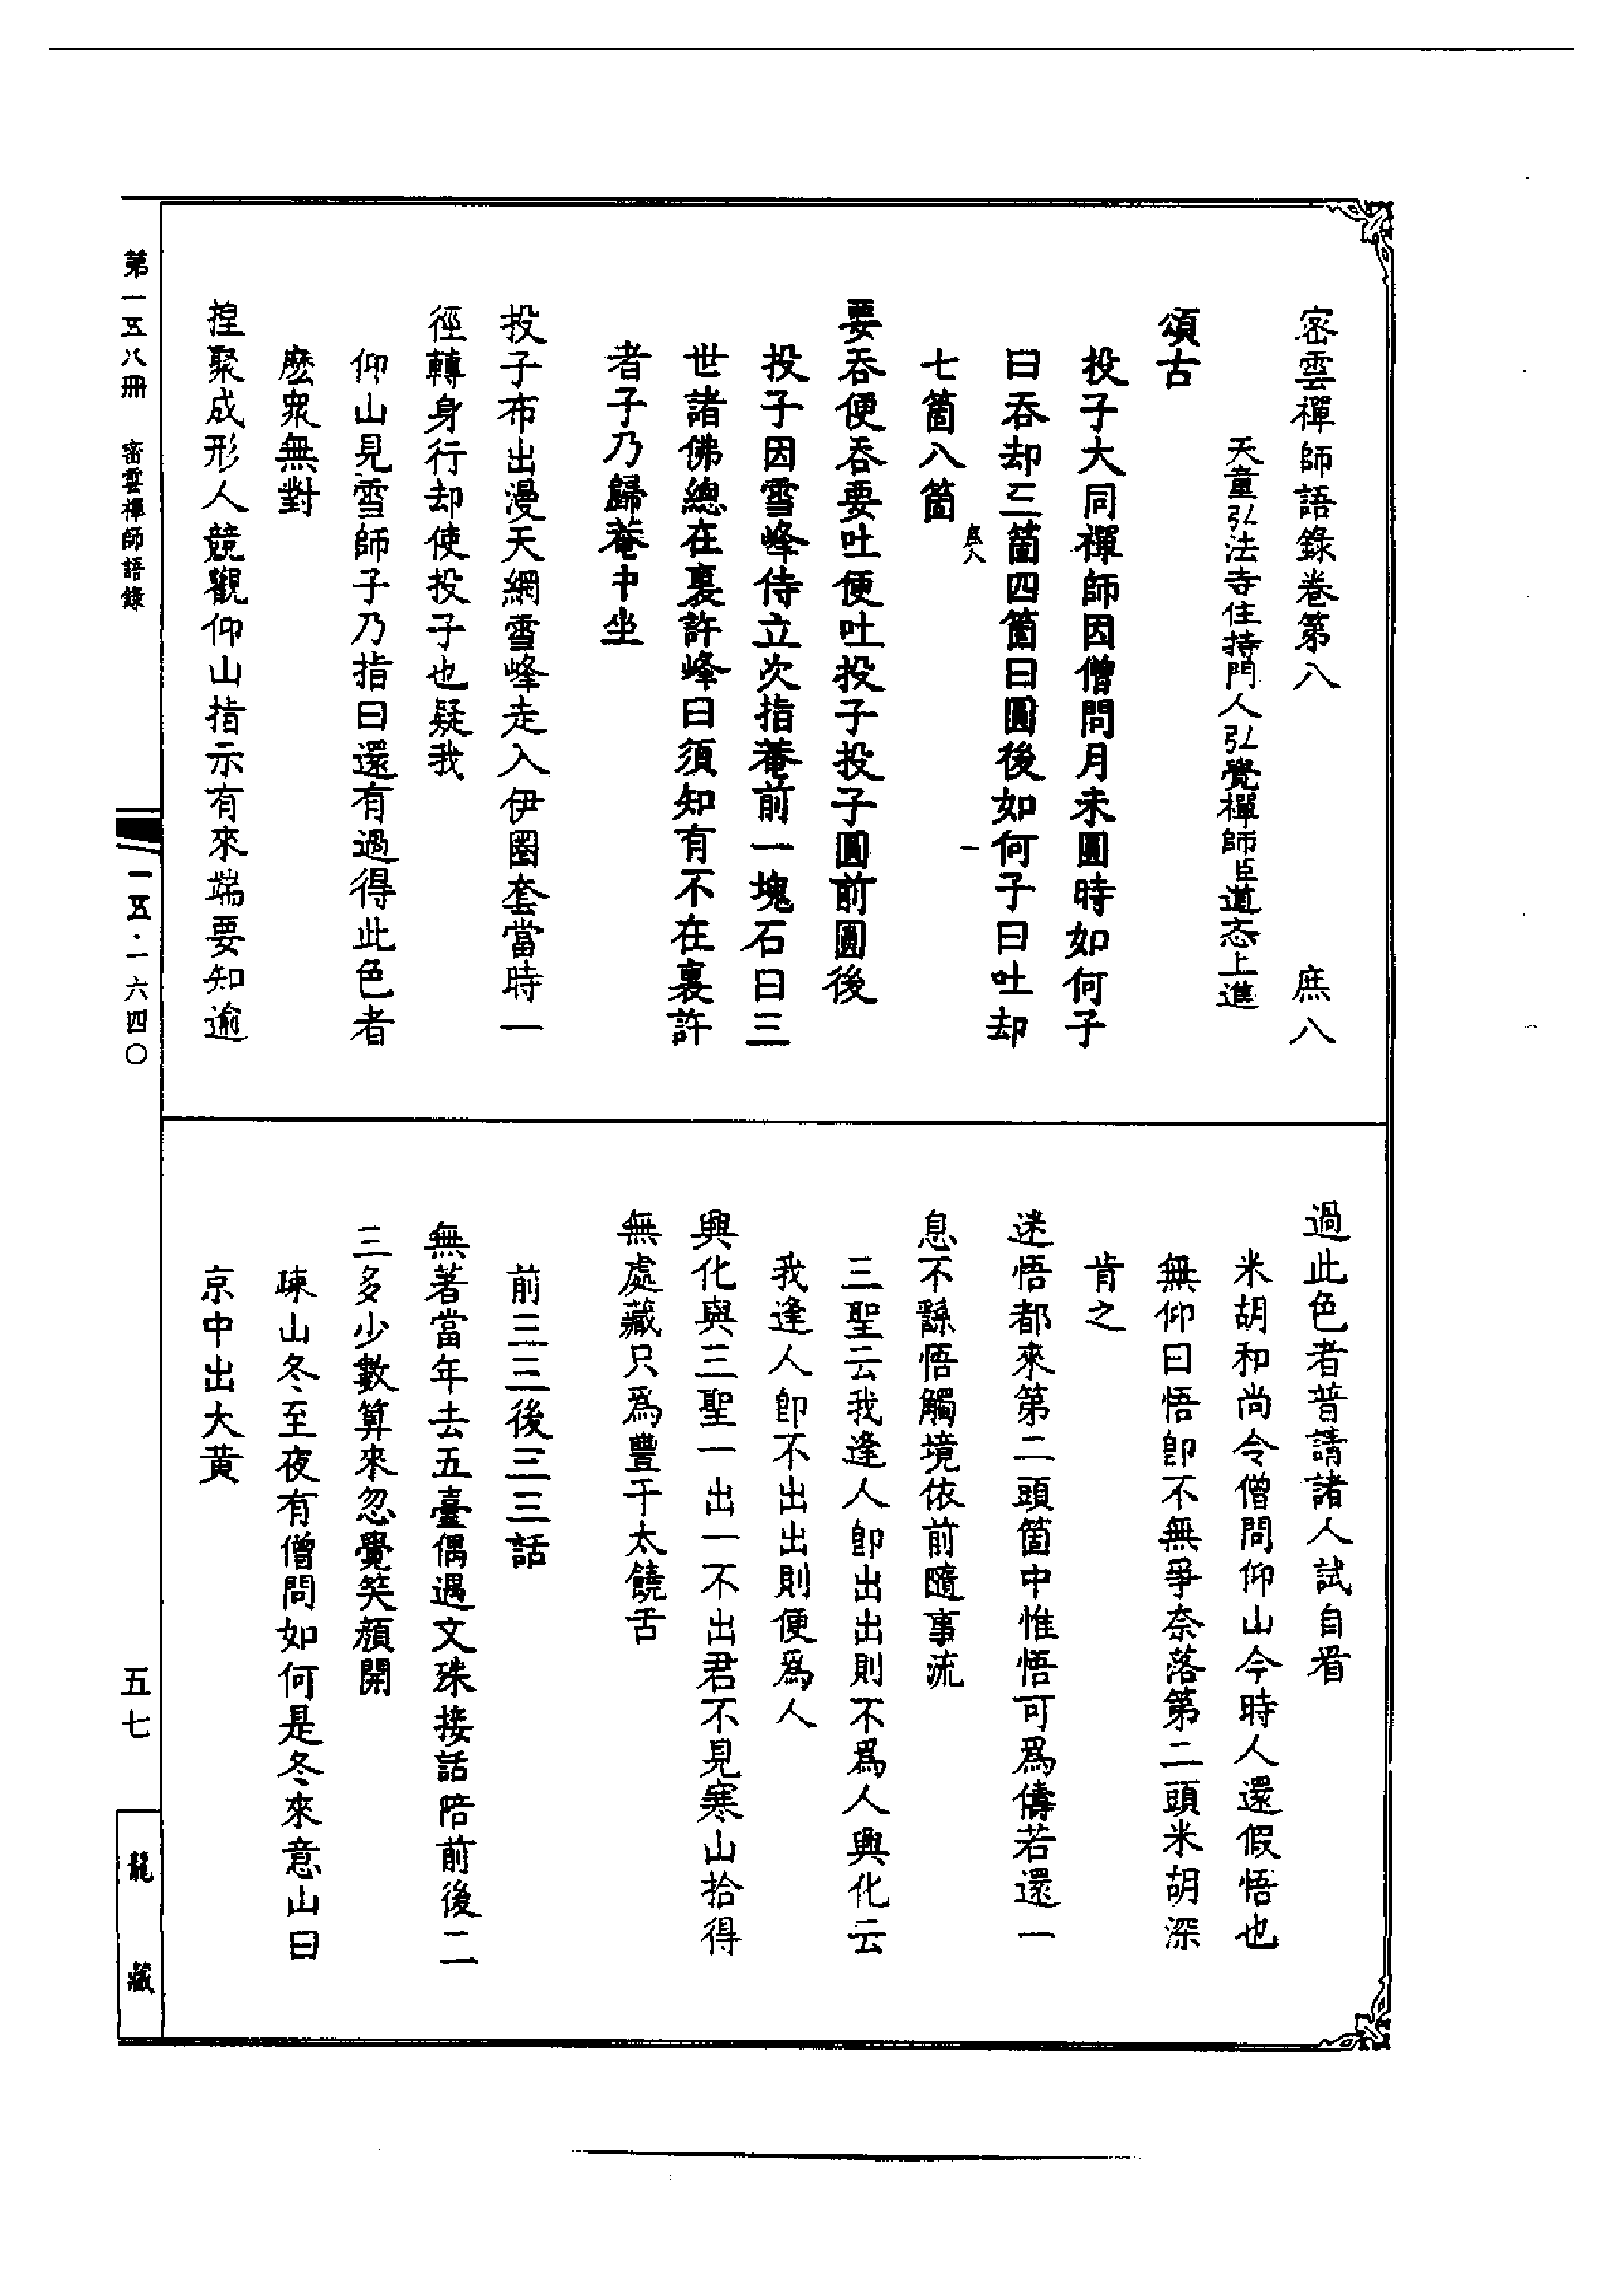 密雲禪師語錄卷第八 庶八
天童弘法寺住持門人弘覺禪師臣道忞上進
頌古
投子大同禪師因僧問月未圓時如何子
曰吞却三箇四箇曰圓後如何子曰吐却
七箇八箇
庶八 一
要吞便吞要吐便吐投子投子圓前圓後
投子因雪峰侍立次指菴前一塊石曰三
世諸佛總在裏許峰曰須知有不在裏許
者子乃歸菴中坐
投子布出漫天網雪峰走入伊圈套當時一
徑轉身行却使投子也疑我
仰山見雪師子乃指曰還有過得此色者
麽衆無對
揑聚成形人競觀仰山指示有來端要知逾
過此色者普請諸人試自看
米胡和尚令僧問仰山今時人還假悟也
無仰曰悟卽不無爭奈落第二頭米胡深
肯之
迷悟都來第二頭箇中惟悟可爲儔若還一
息不繇悟觸境依前隨事流
三聖云我逢人卽出出則不爲人興化云
我逢人卽不出出則便爲人
興化與三聖一出一不出君不見寒山拾得
無處藏只爲豐干太饒舌
前三三後三三話
無著當年去五臺偶遇文殊接話陪前後二
三多少數算來忽覺笑顔開
疎山冬至夜有僧問如何是冬來意山曰
京中出大黄
第一五八冊 密雲禪師語錄
一五·一六四〇
五七
龍藏